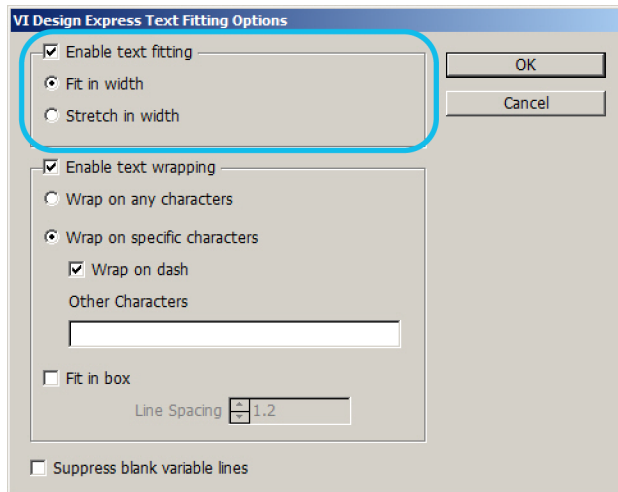 VI Design Express Text Fitting Options
Enable text fitting
OK
Fit in width
Cancel
Stretch in width
Enable text wrapping
Wrap on any characters
Wrap on specific characters
Wrap on dash
Other Characters
Fit in box
Line Spacing 1.2
Suppress blank variable lines